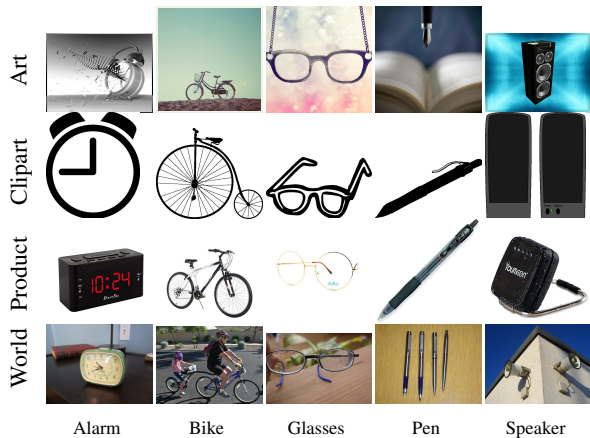 Art
Clipart
Product
10:24
World
Alarm
Bike
Glasses
Pen
Speaker